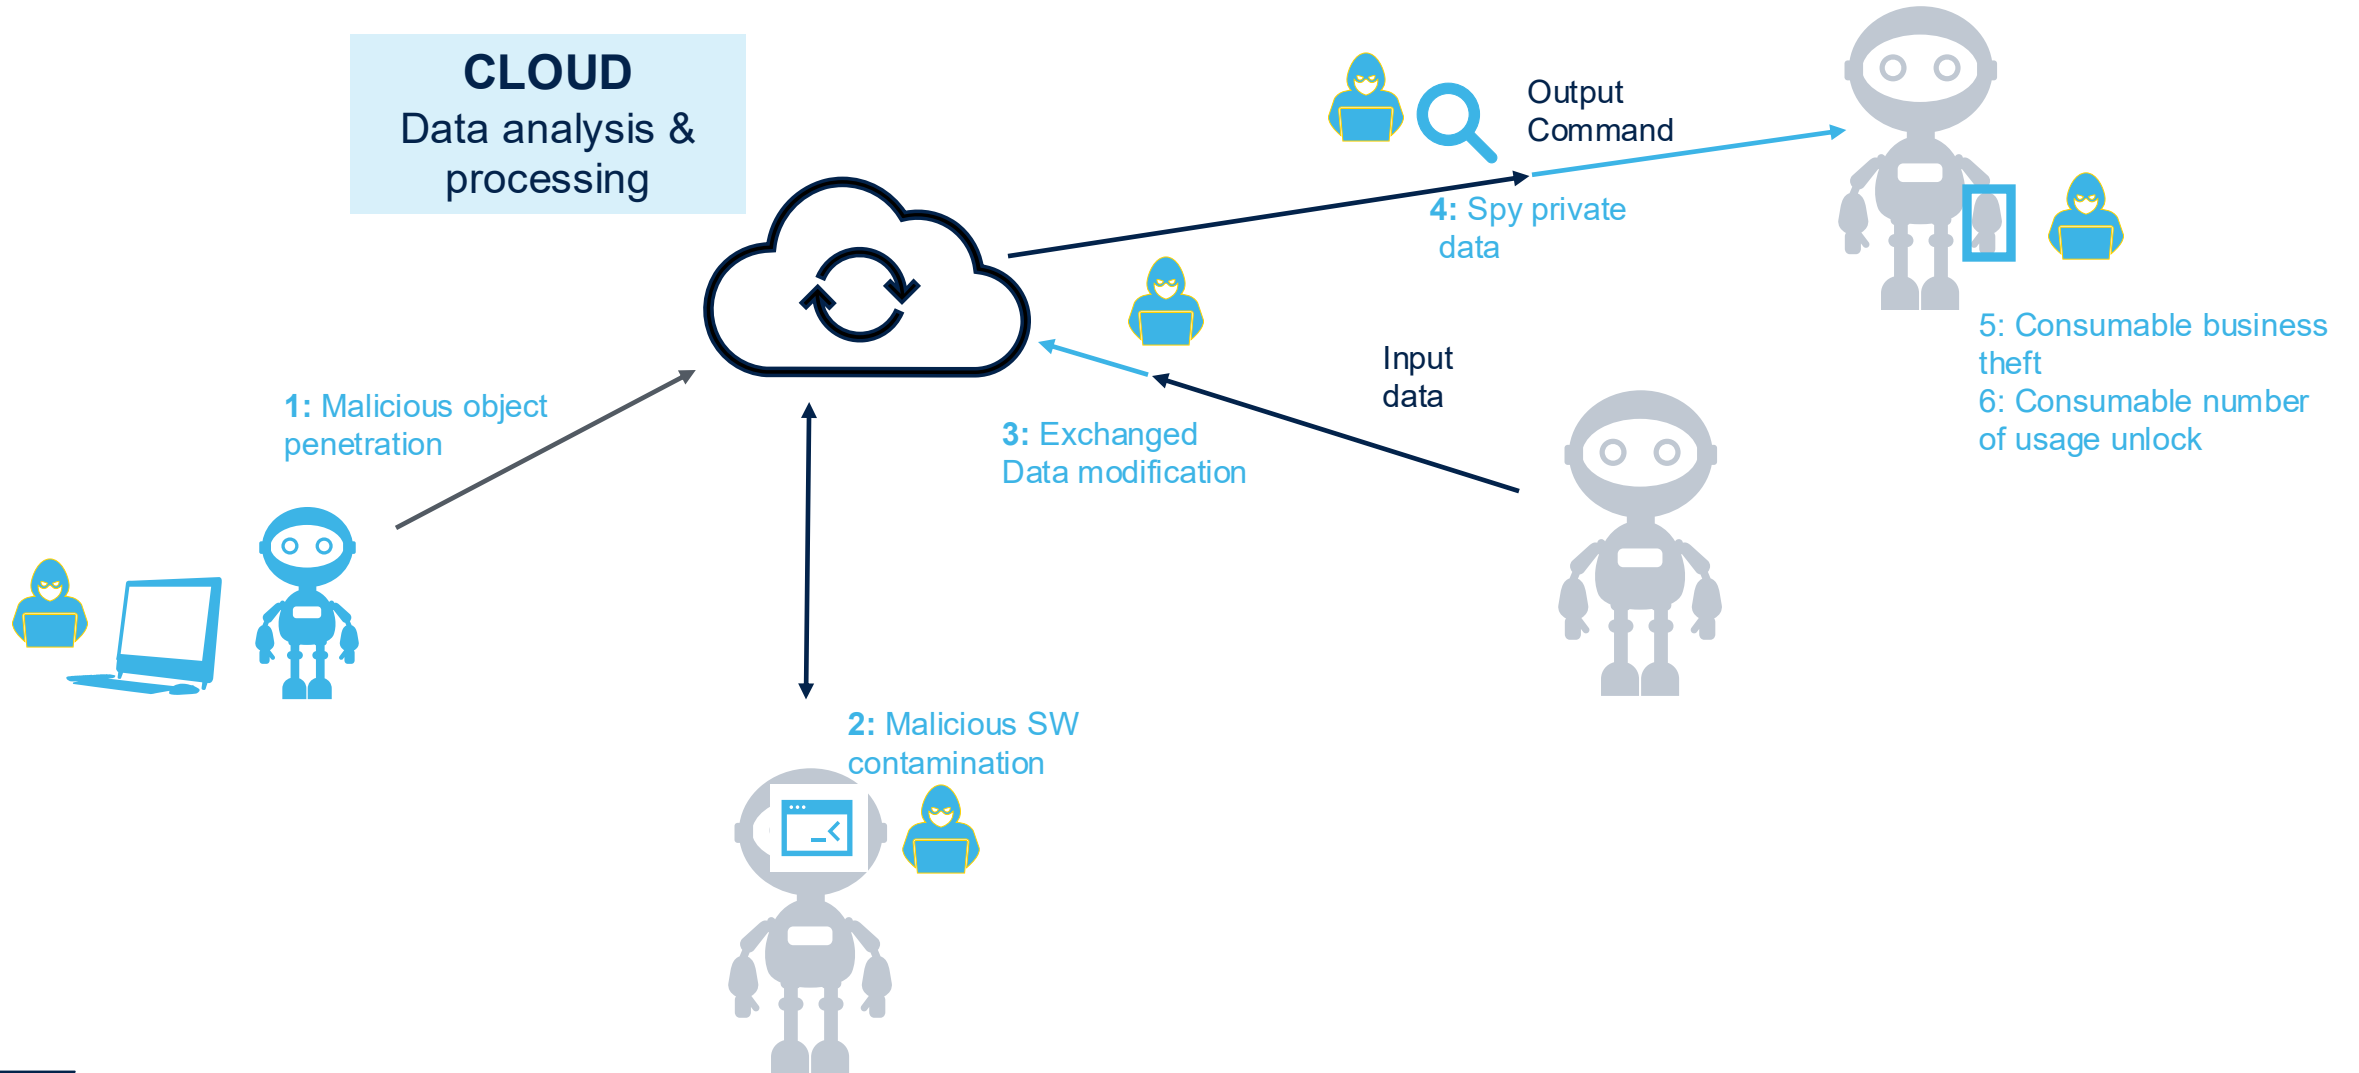 CLOUD
Data analysis &
processing
Output
Command
4: Spy private
data
Input
data
1: Malicious object
penetration
3: Exchanged
Data modification
5: Consumable business
theft
6: Consumable number
of usage unlock
2: Malicious SW
contamination